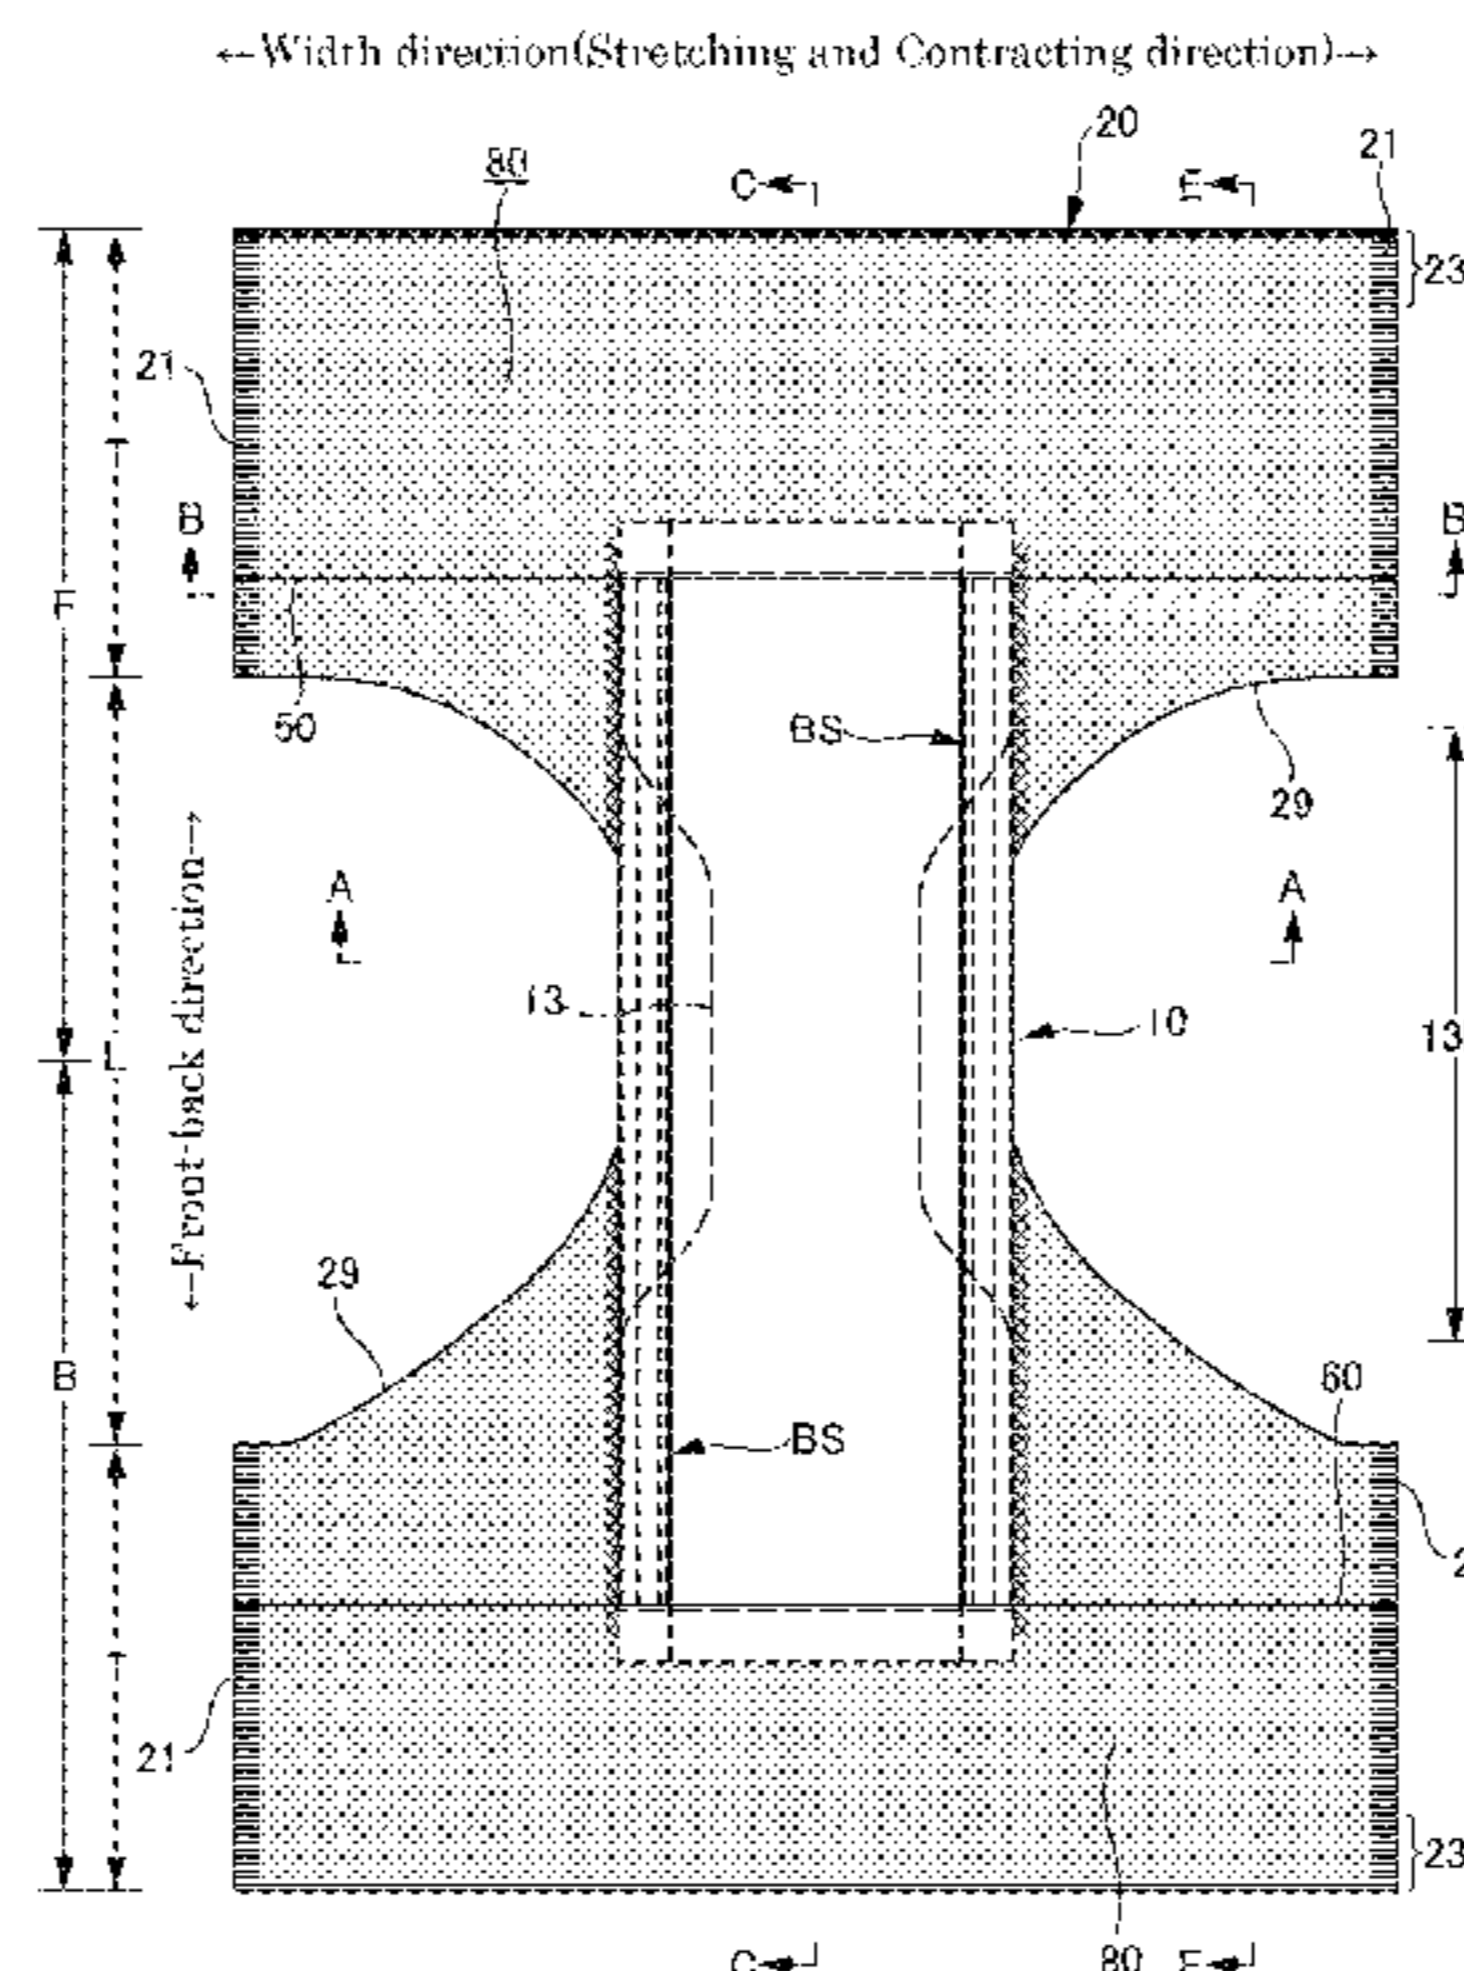 ←Width direction(Stretching and Contracting direction)→
20
21
80
C
E
23
21
B
B
F
50
BS
29
A
A
←Front-back direction→
13
10
13
L
29
60
B
BS
2
21
23
C
80
E